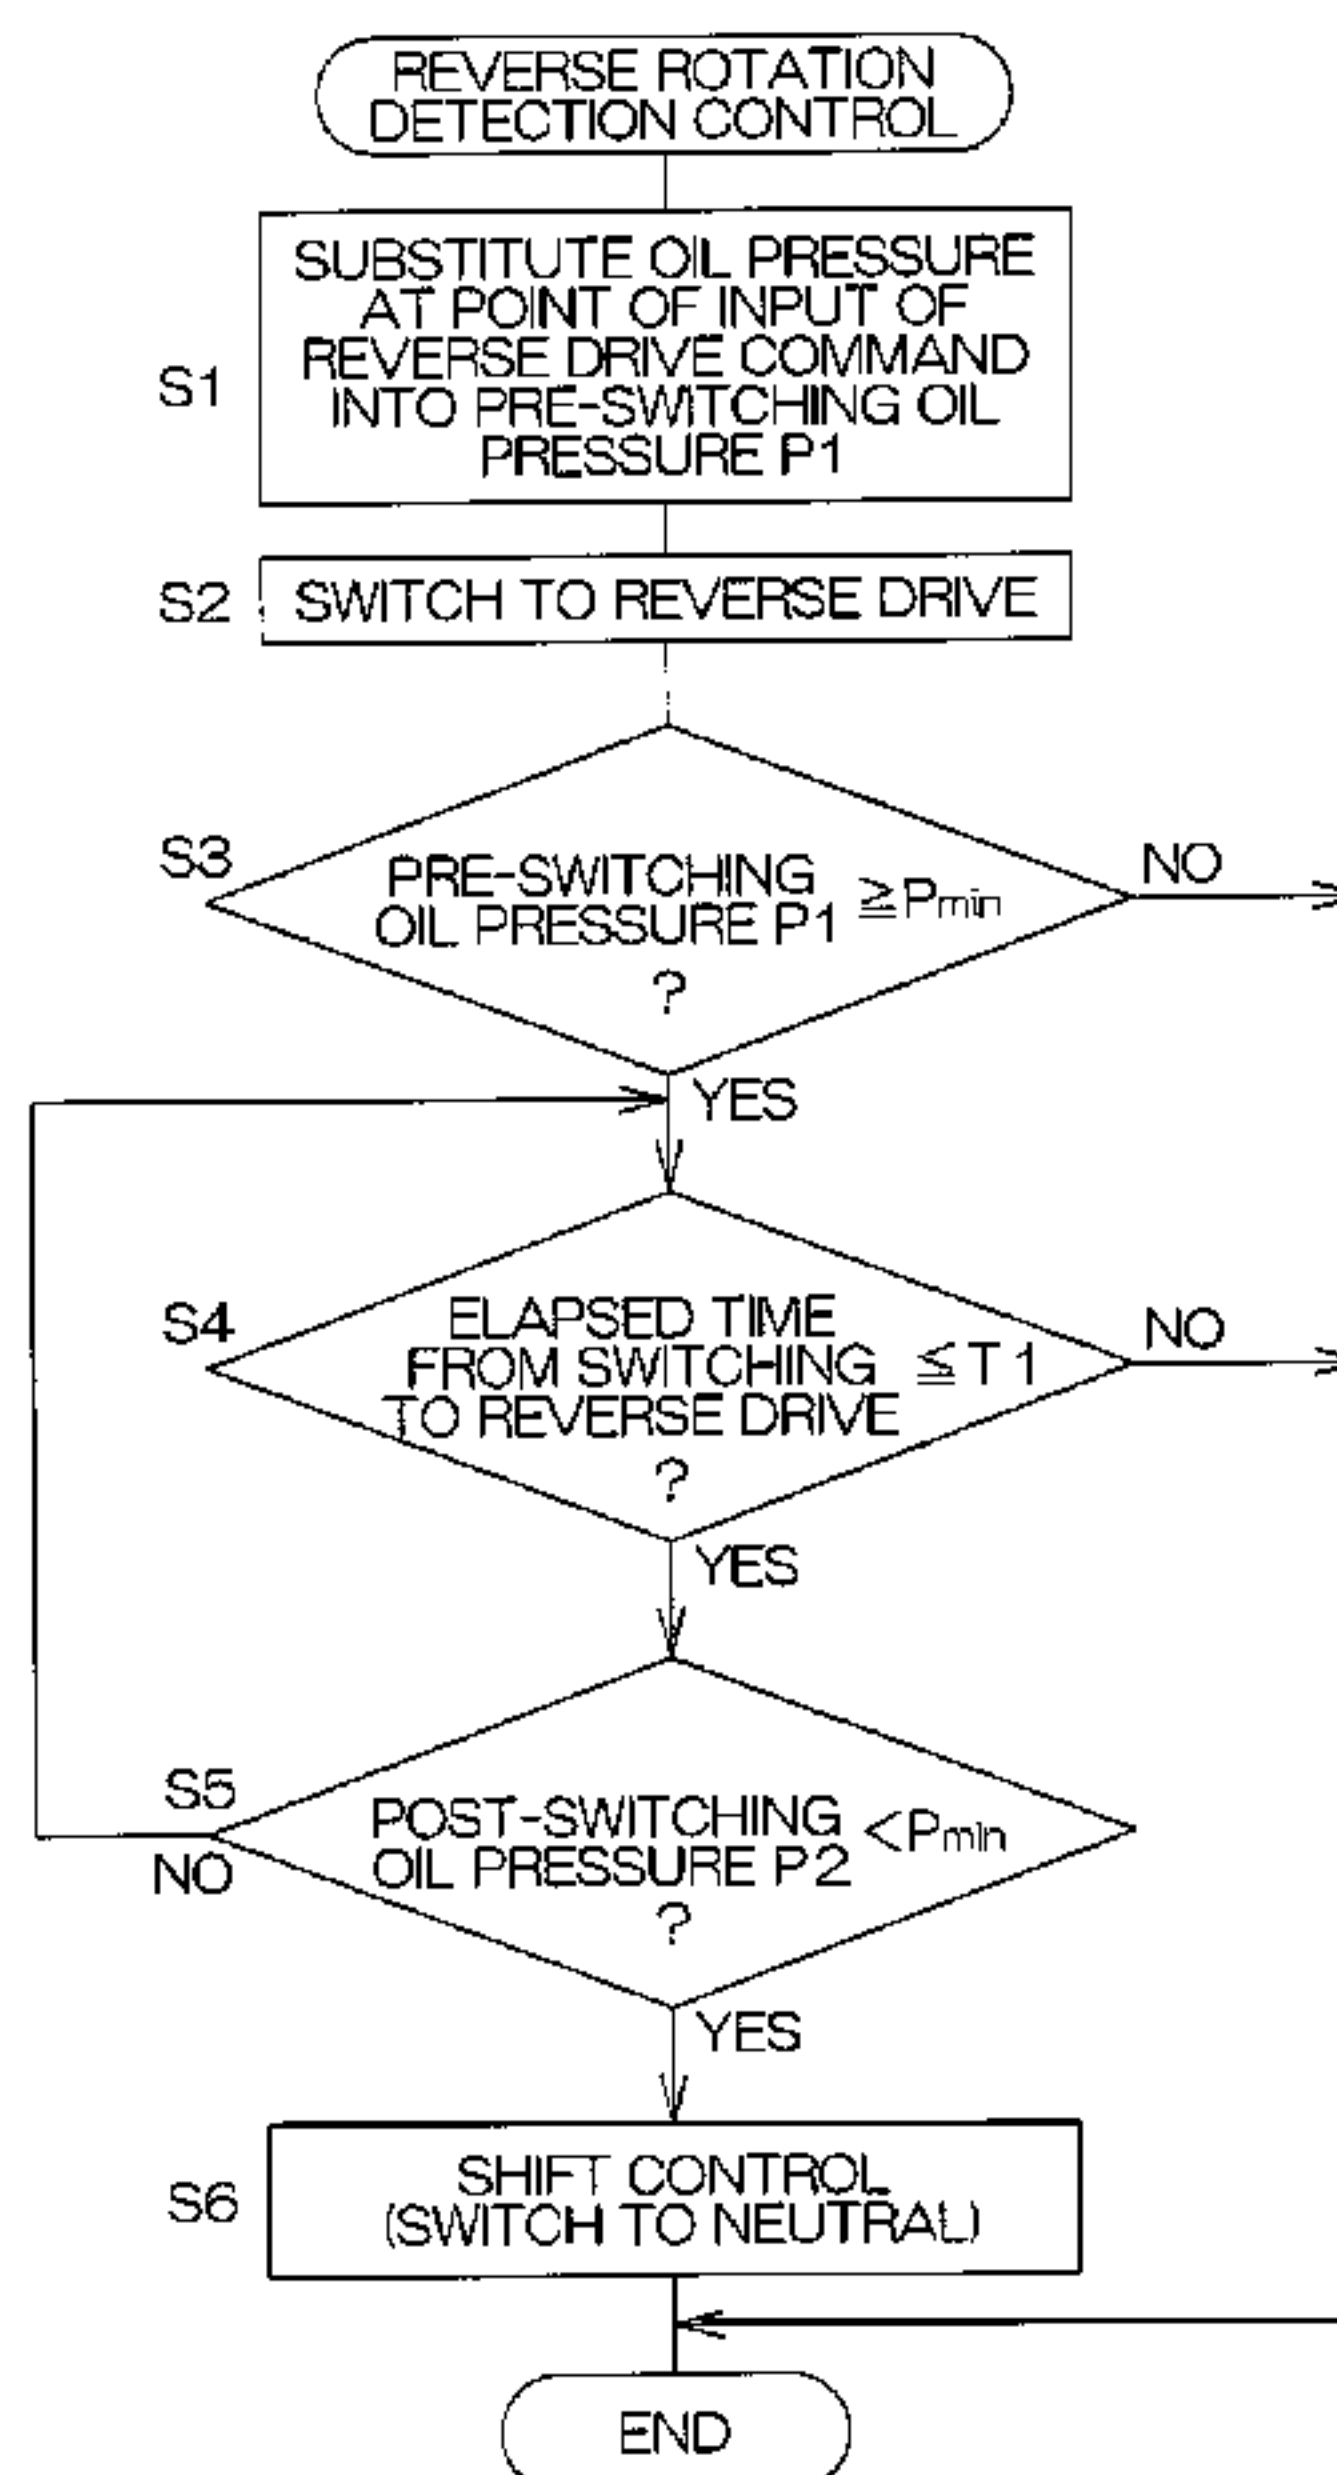 REVERSE ROTATION
DETECTION CONTROL
SUBSTITUTE OIL PRESSURE
AT POINT OF INPUT OF
S1
REVERSE DRIVE COMMAND
INTO PRE-SWITCHING OIL
PRESSURE P1
S2
SWITCH TO REVERSE DRIVE
S3
NO
PRE-SWITCHING
OIL PRESSURE P1 ≧Pmin
?
YES
S4
NO
ELAPSED TIME
FROM SWITCHING ≦T1
TO REVERSE DRIVE
?
YES
S5
POST-SWITCHING
OIL PRESSURE P2 <Pmin
NO
?
YES
S6
SHIFT CONTROL
(SWITCH TO NEUTRAL)
END